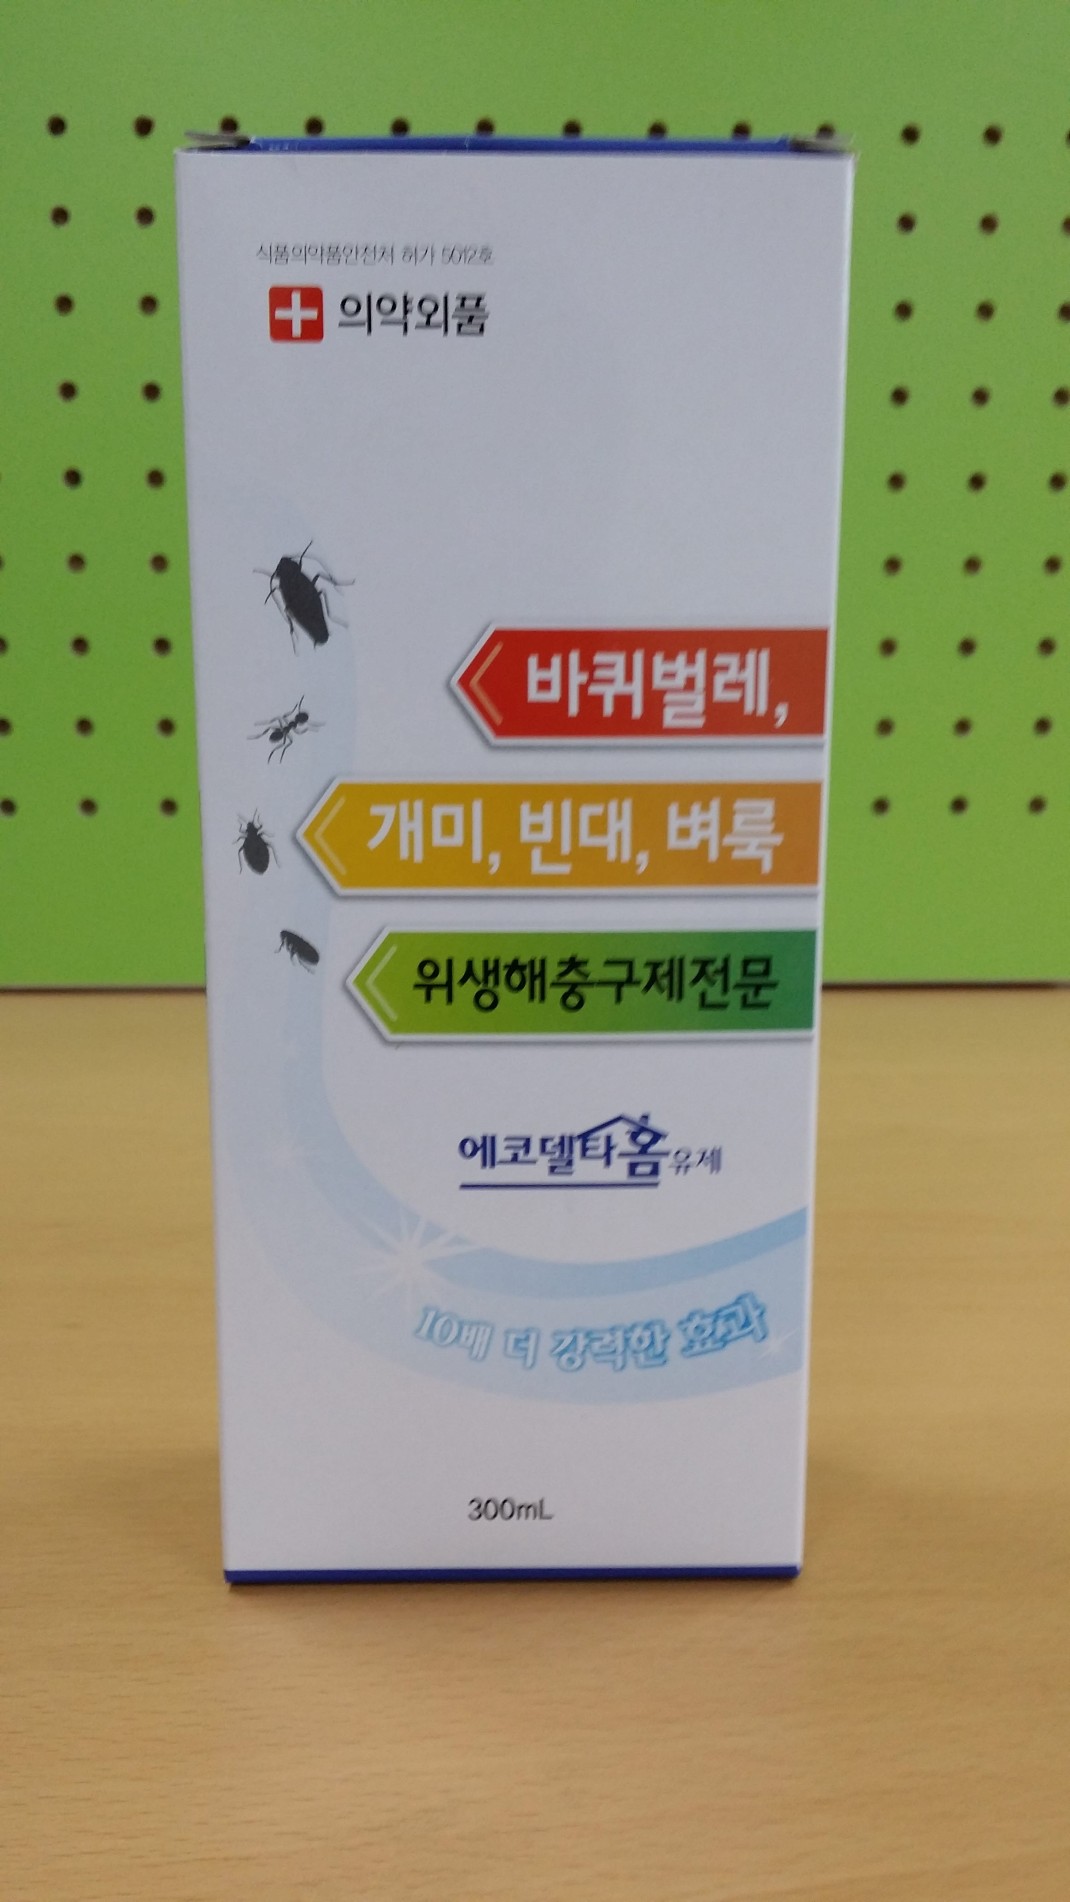 식품의약품안전처 허가 5012호
의약외품
바퀴벌레,
개미, 빈대, 벼룩
위생해충구제전문
에코델타홈유제
10배 더 강력한 효과
300mL